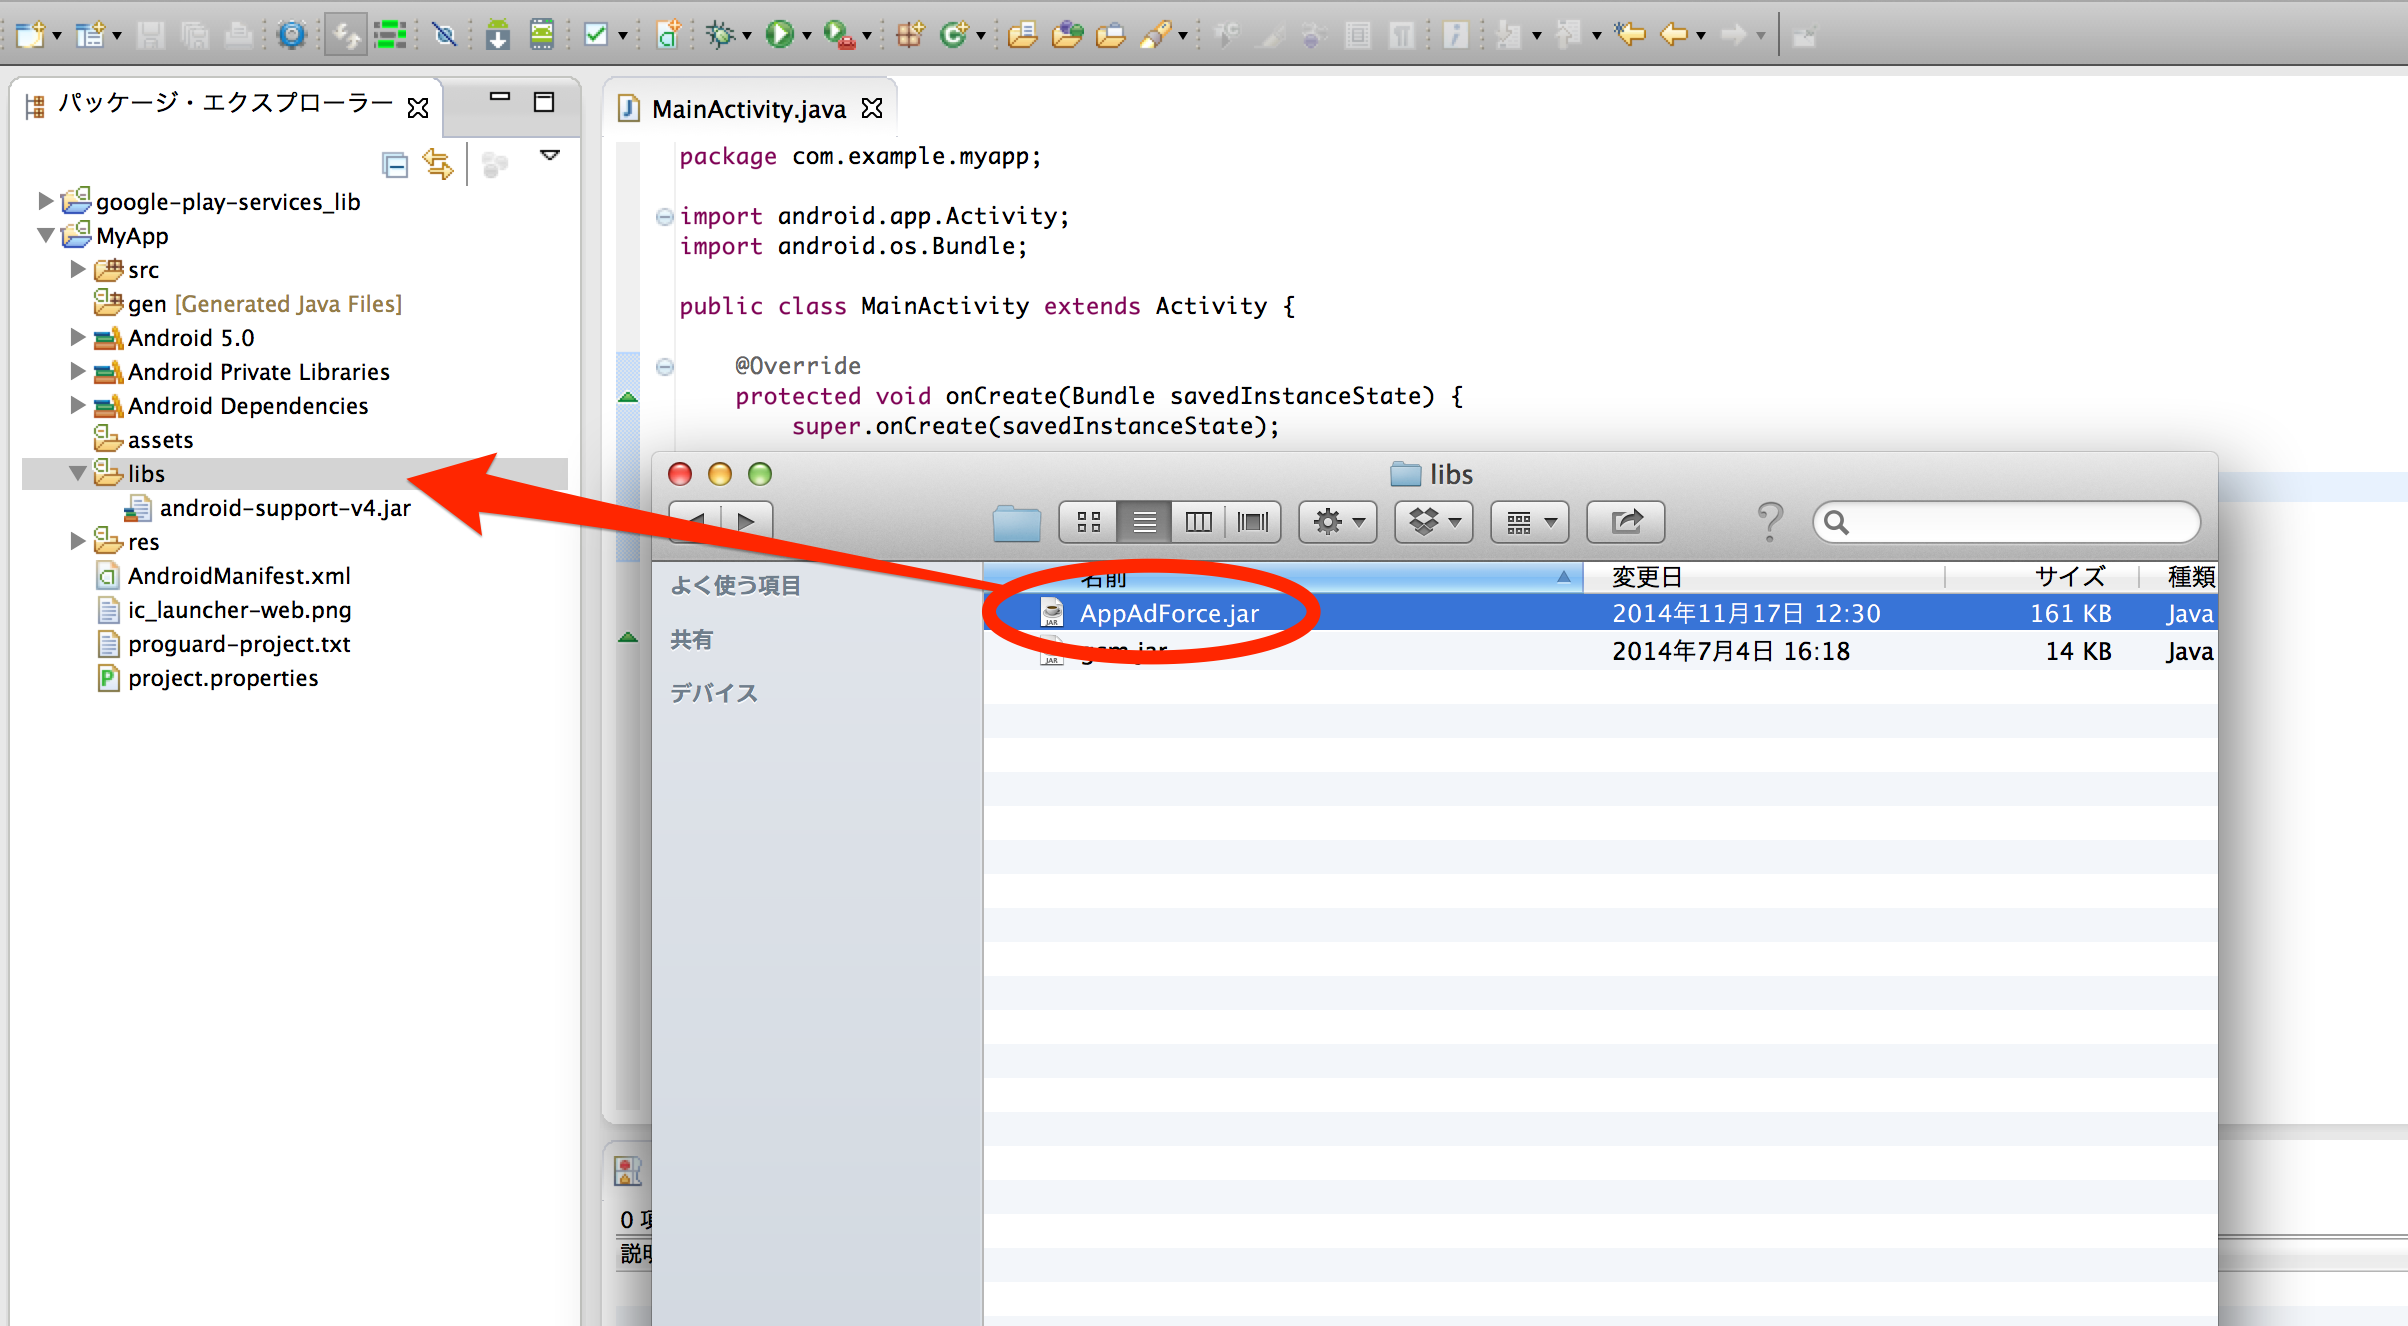 パッケージ・エクスプローラー
google-play-services_lib
MyApp
src
gen [Generated Java Files]
Android 5.0
Android Private Libraries
Android Dependencies
assets
libs
android-support-v4.jar
res
AndroidManifest.xml
ic_launcher-web.png
proguard-project.txt
project.properties
MainActivity.java
package com.example.myapp;
import android.app.Activity;
import android.os.Bundle;
public class MainActivity extends Activity {
@Override
protected void onCreate(Bundle savedInstanceState) {
super.onCreate(savedInstanceState);
libs
よく使う項目
共有
デバイス
名前 変更日 サイズ 種類
AppAdForce.jar 2014年11月17日 12:30 161 KB Java
gcm.jar 2014年7月4日 16:18 14 KB Java
0 項
説明